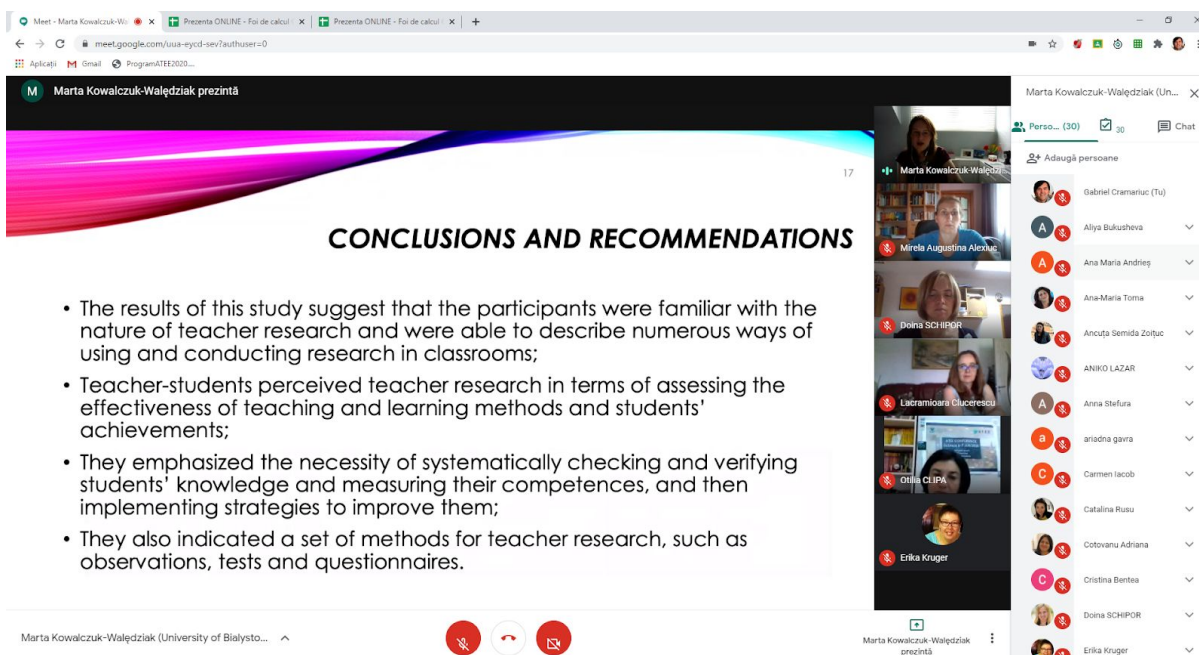 Meet - Marta Kowalczuk-Wa
Prezenta ONLINE - Foi de calcul
Prezenta ONLINE - Foi de calcul
meet.google.com/uua-eycd-sev?authuser=0
Aplicații
Gmail
ProgramATEE2020...
M
Marta Kowalczuk-Walędziak prezintă
17
CONCLUSIONS AND RECOMMENDATIONS
• The results of this study suggest that the participants were familiar with the
nature of teacher research and were able to describe numerous ways of
using and conducting research in classrooms;
• Teacher-students perceived teacher research in terms of assessing the
effectiveness of teaching and learning methods and students'
achievements;
• They emphasized the necessity of systematically checking and verifying
students' knowledge and measuring their competences, and then
implementing strategies to improve them;
• They also indicated a set of methods for teacher research, such as
observations, tests and questionnaires.
Marta Kowalczuk-Walędzi...
Mirela Augustina Alexiuc
Doina SCHIPOR
Lacramioara Ciucerescu
Otilia CLIPA
Erika Kruger
Marta Kowalczuk-Walędziak (Un...
Perso... (30)
30
Chat
Adaugă persoane
Gabriel Cramariuc (Tu)
A
Aliya Bukusheva
A
Ana Maria Andrieș
Ana-Maria Toma
Ancuța Semida Zoițuc
ANIKO LAZAR
A
Anna Stefura
a
ariadna gavra
C
Carmen Iacob
Catalina Rusu
Cotovanu Adriana
C
Cristina Bentea
Doina SCHIPOR
Erika Kruger
Marta Kowalczuk-Walędziak (University of Bialysto...
Marta Kowalczuk-Walędziak
prezintă